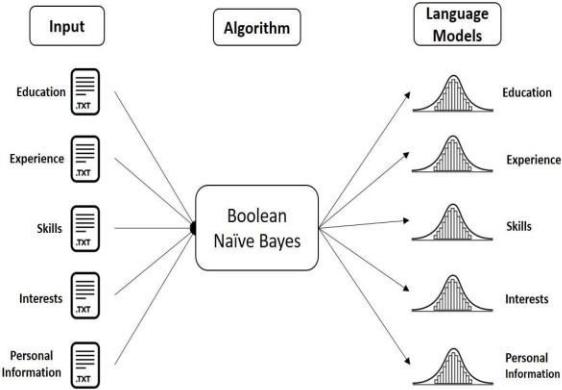 Input
Algorithm
Language
Models
Education
.TXT
Education
Experience
.TXT
Experience
Skills
.TXT
Boolean
Naïve Bayes
Skills
Interests
.TXT
Interests
Personal
Information
.TXT
Personal
Information